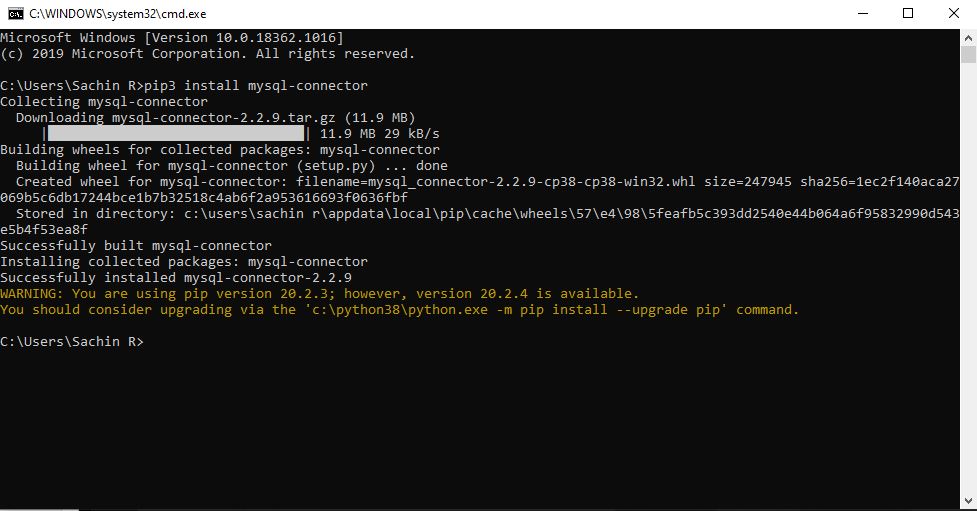 C:\WINDOWS\system32\cmd.exe
Microsoft Windows [Version 10.0.18362.1016]
(c) 2019 Microsoft Corporation. All rights reserved.
C:\Users\Sachin R>pip3 install mysql-connector
Collecting mysql-connector
  Downloading mysql-connector-2.2.9.tar.gz (11.9 MB)
     |████████████████████████████████| 11.9 MB 29 kB/s
Building wheels for collected packages: mysql-connector
  Building wheel for mysql-connector (setup.py) ... done
  Created wheel for mysql-connector: filename=mysql_connector-2.2.9-cp38-cp38-win32.whl size=247945 sha256=1ec2f140aca27
069b5c6db17244bce1b7b32518c4ab6f2a953616693f0636fbf
  Stored in directory: c:\users\sachin r\appdata\local\pip\cache\wheels\57\e4\98\5feafb5c393dd2540e44b064a6f95832990d543
e5b4f53ea8f
Successfully built mysql-connector
Installing collected packages: mysql-connector
Successfully installed mysql-connector-2.2.9
WARNING: You are using pip version 20.2.3; however, version 20.2.4 is available.
You should consider upgrading via the 'c:\python38\python.exe -m pip install --upgrade pip' command.
C:\Users\Sachin R>